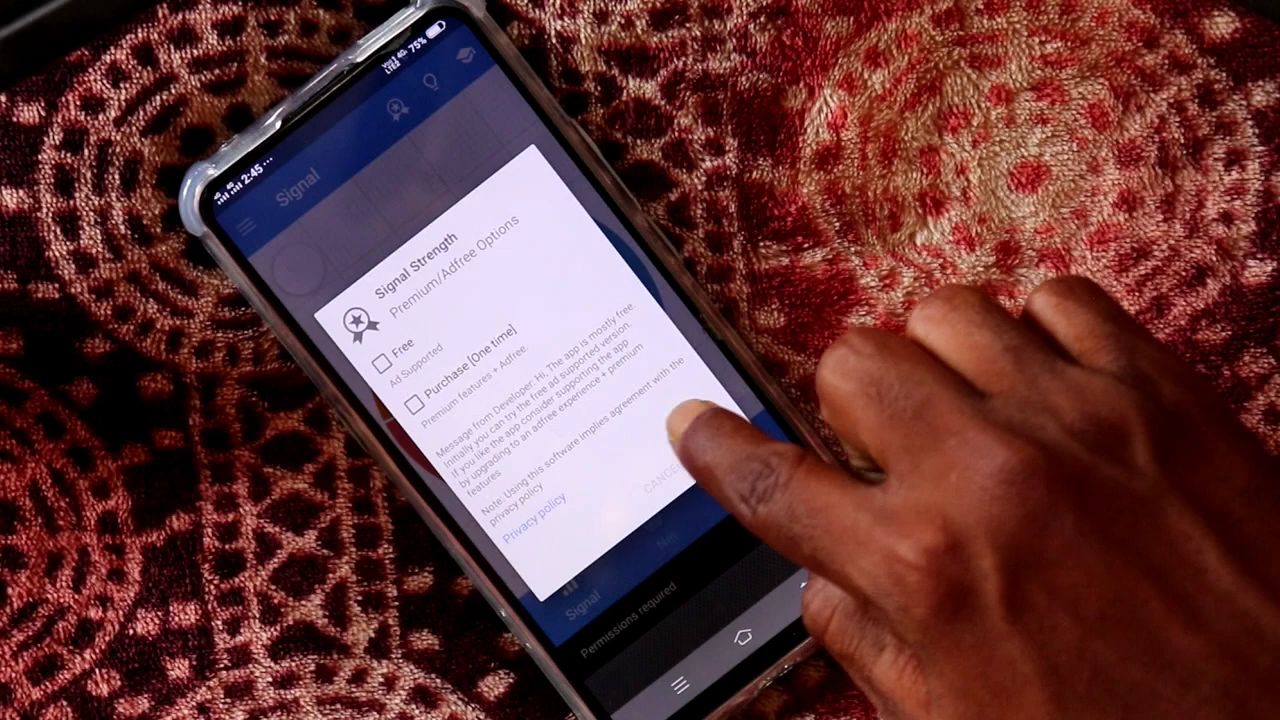 2:45
75%
Signal
Signal Strength
Premium/Adfree Options
Free
Ad Supported
Purchase [One time]
Premium features + Adfree
Message from Developer: Hi, The app is mostly free.
Initially you can try the free ad supported version.
if you like the app consider supporting the app
by upgrading to an adfree experience + premium
features
Note: Using this software implies agreement with the
privacy policy
Privacy policy
Signal
Permissions required